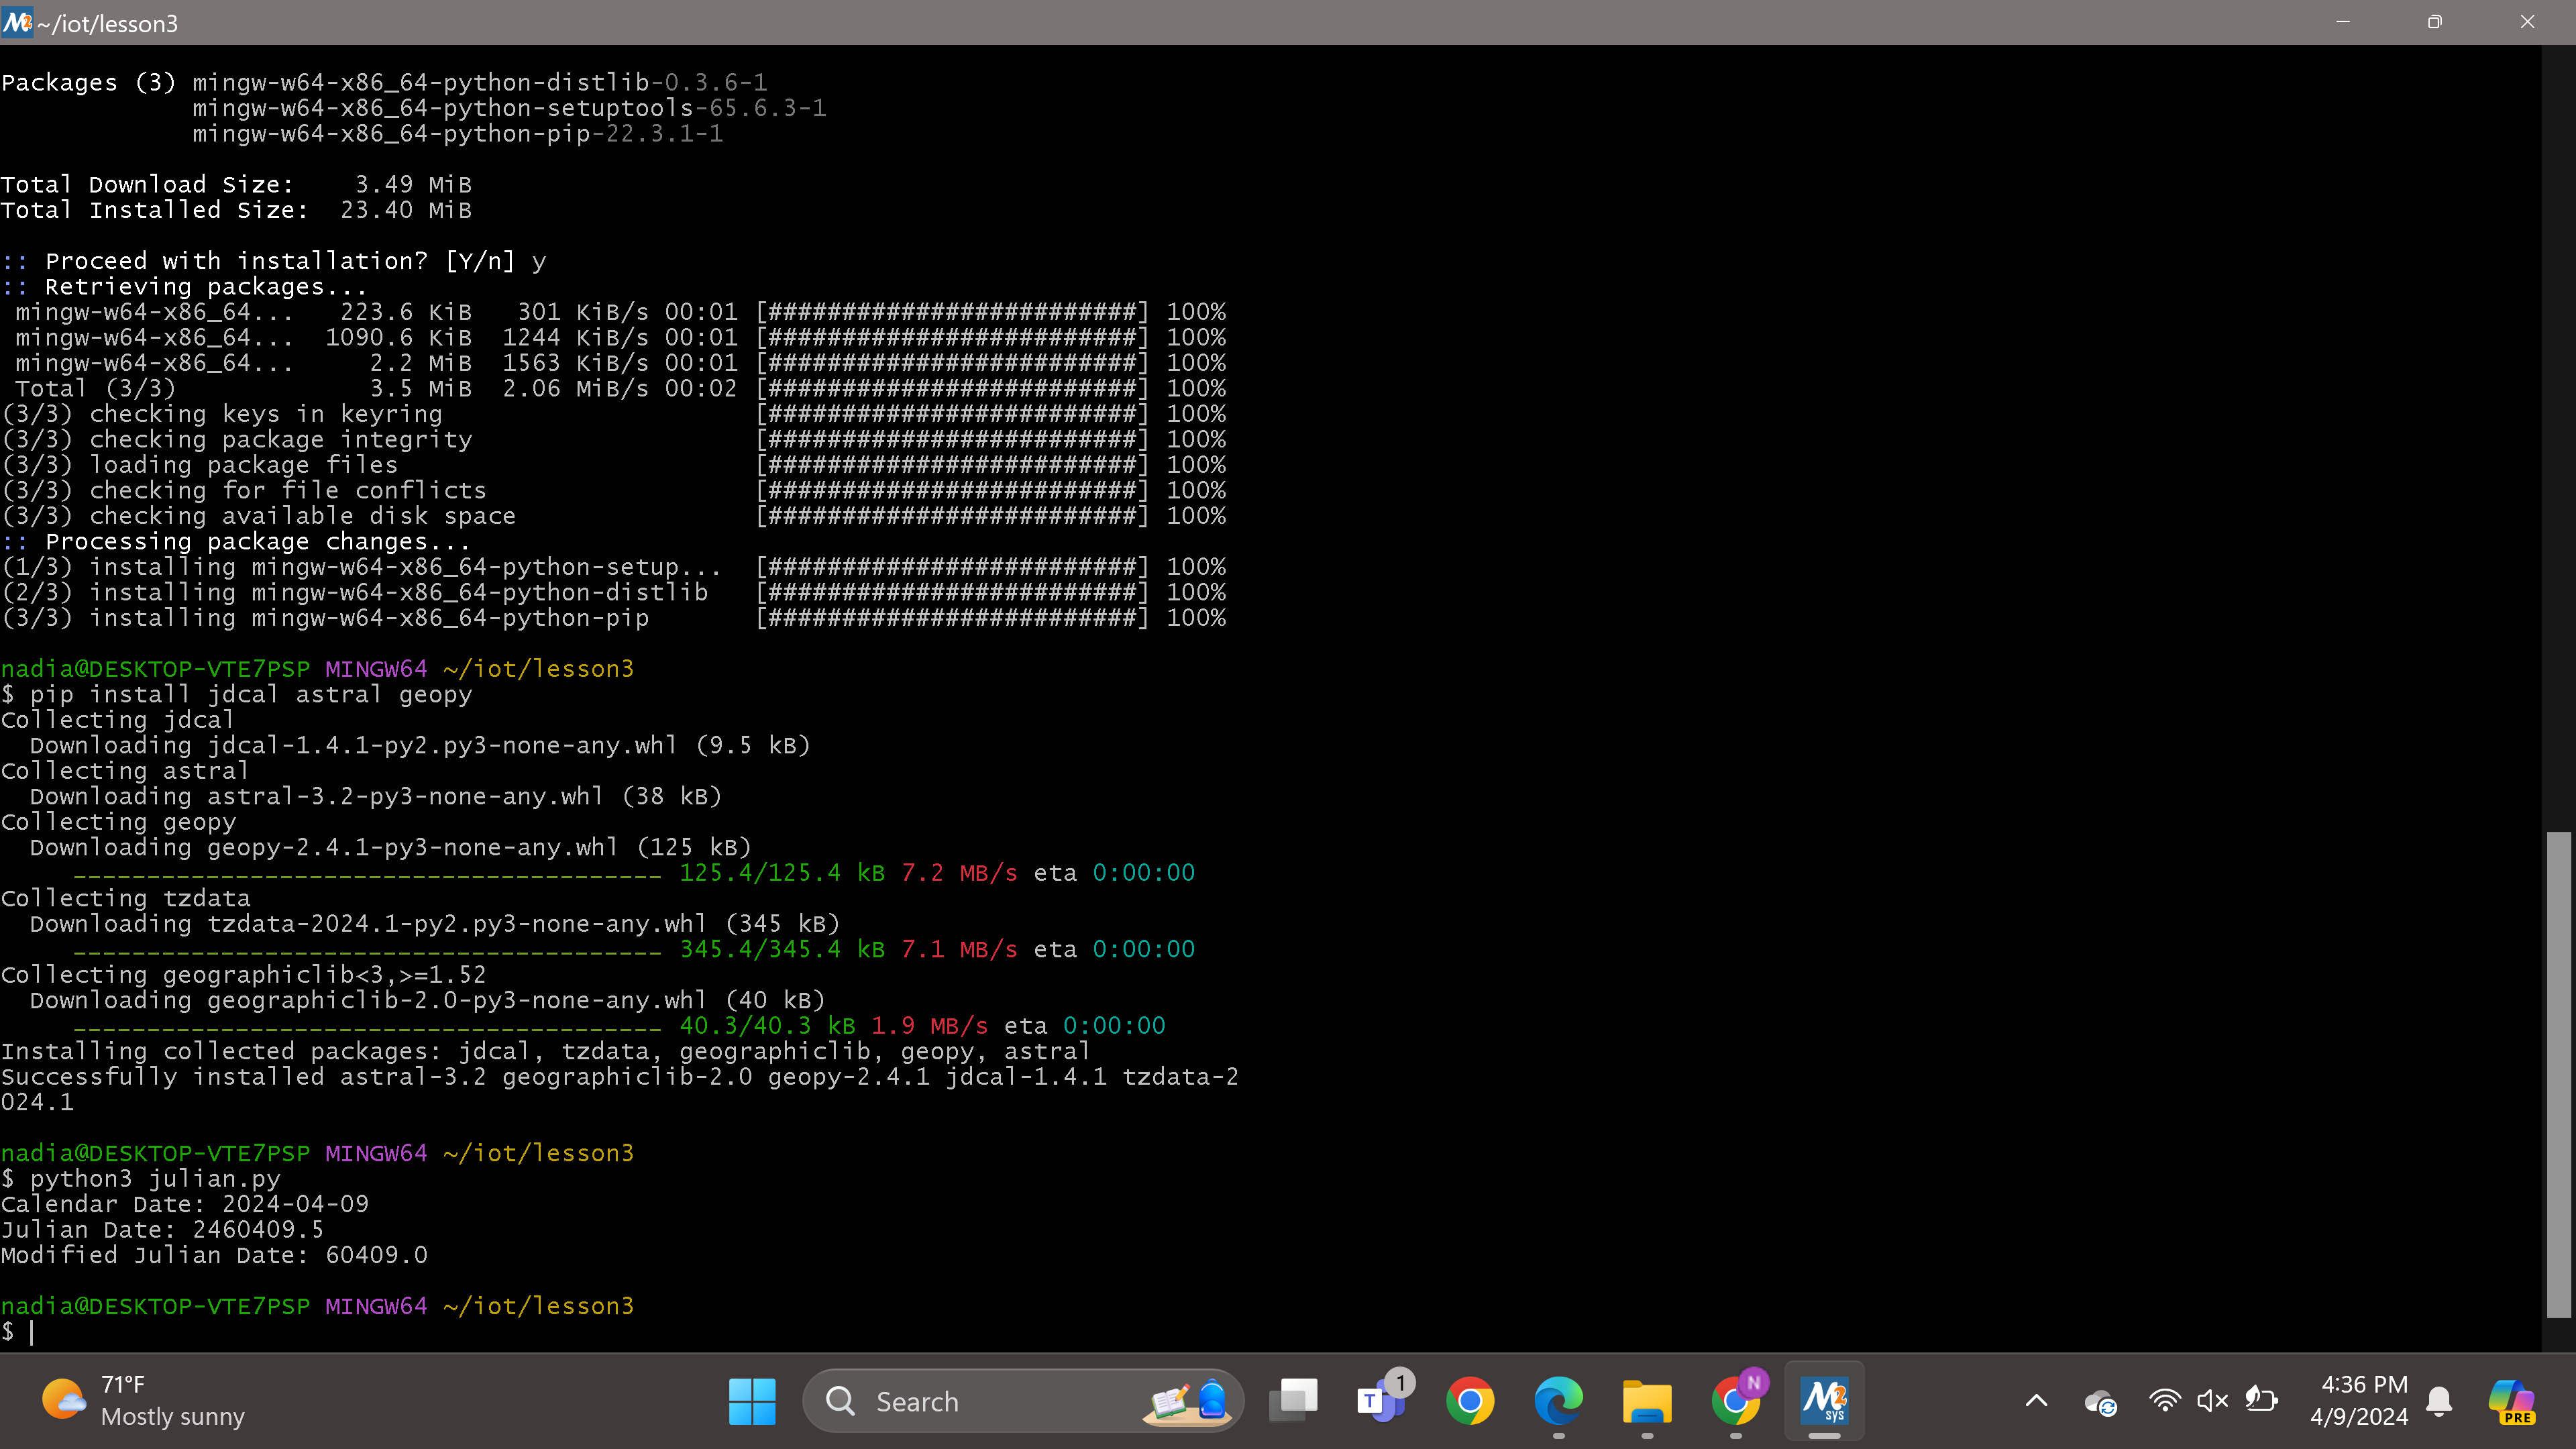 ~/iot/lesson3
Packages (3) mingw-w64-x86_64-python-distlib-0.3.6-1
mingw-w64-x86_64-python-setuptools-65.6.3-1
mingw-w64-x86_64-python-pip-22.3.1-1
Total Download Size: 3.49 MiB
Total Installed Size: 23.40 MiB
:: Proceed with installation? [Y/n] y
:: Retrieving packages...
mingw-w64-x86_64... 223.6 KiB 301 KiB/s 00:01 [#########################] 100%
mingw-w64-x86_64... 1090.6 KiB 1244 KiB/s 00:01 [#########################] 100%
mingw-w64-x86_64... 2.2 MiB 1563 KiB/s 00:01 [#########################] 100%
Total (3/3) 3.5 MiB 2.06 MiB/s 00:02 [#########################] 100%
(3/3) checking keys in keyring [#########################] 100%
(3/3) checking package integrity [#########################] 100%
(3/3) loading package files [#########################] 100%
(3/3) checking for file conflicts [#########################] 100%
(3/3) checking available disk space [#########################] 100%
:: Processing package changes...
(1/3) installing mingw-w64-x86_64-python-setup... [#########################] 100%
(2/3) installing mingw-w64-x86_64-python-distlib [#########################] 100%
(3/3) installing mingw-w64-x86_64-python-pip [#########################] 100%
nadia@DESKTOP-VTE7PSP MINGW64 ~/iot/lesson3
$ pip install jdcal astral geopy
Collecting jdcal
Downloading jdcal-1.4.1-py2.py3-none-any.whl (9.5 kB)
Collecting astral
Downloading astral-3.2-py3-none-any.whl (38 kB)
Collecting geopy
Downloading geopy-2.4.1-py3-none-any.whl (125 kB)
---------------------------------------- 125.4/125.4 kB 7.2 MB/s eta 0:00:00
Collecting tzdata
Downloading tzdata-2024.1-py2.py3-none-any.whl (345 kB)
---------------------------------------- 345.4/345.4 kB 7.1 MB/s eta 0:00:00
Collecting geographiclib<3,>=1.52
Downloading geographiclib-2.0-py3-none-any.whl (40 kB)
---------------------------------------- 40.3/40.3 kB 1.9 MB/s eta 0:00:00
Installing collected packages: jdcal, tzdata, geographiclib, geopy, astral
Successfully installed astral-3.2 geographiclib-2.0 geopy-2.4.1 jdcal-1.4.1 tzdata-2
024.1
nadia@DESKTOP-VTE7PSP MINGW64 ~/iot/lesson3
$ python3 julian.py
Calendar Date: 2024-04-09
Julian Date: 2460409.5
Modified Julian Date: 60409.0
nadia@DESKTOP-VTE7PSP MINGW64 ~/iot/lesson3
$
71°F
Mostly sunny
Search
1
T
N
M2
sys
4:36 PM
4/9/2024
PRE